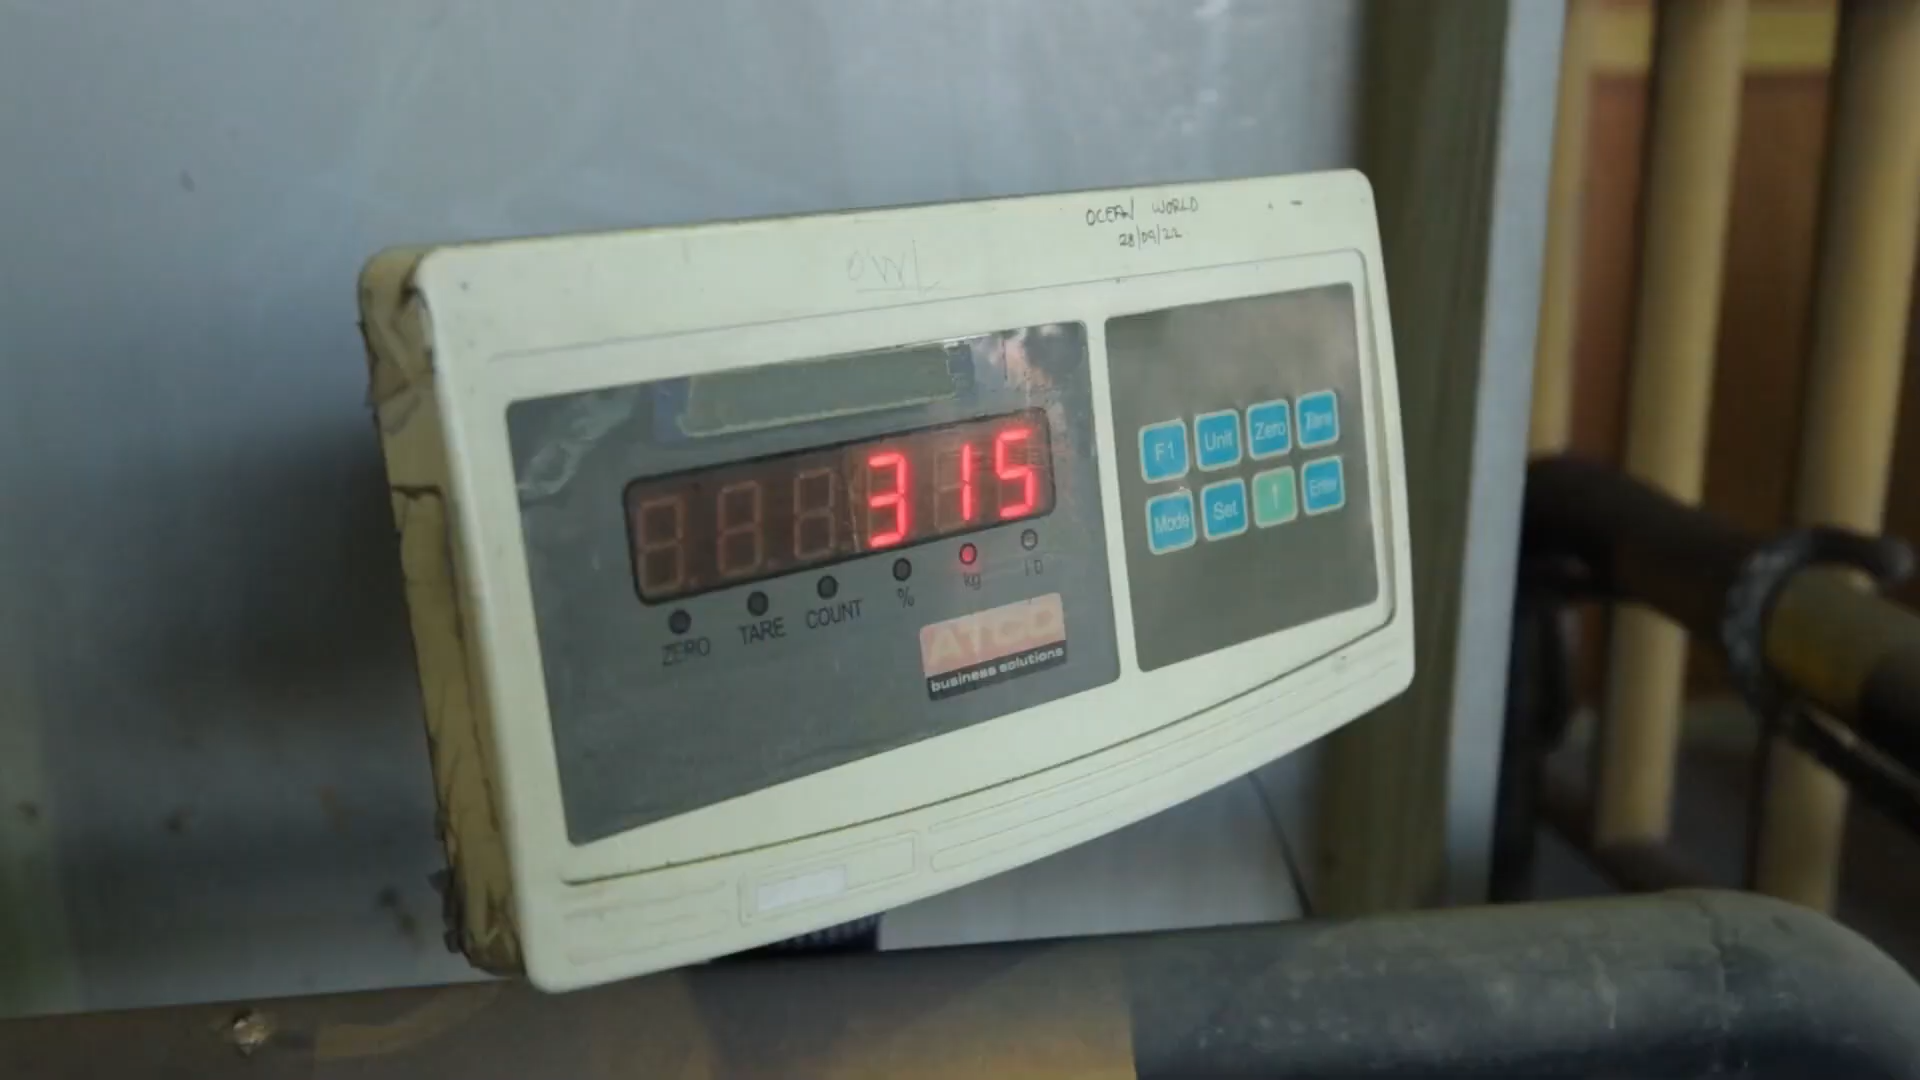 OCEAN WORLD
28/09/22
OWL
315
ZERO TARE COUNT % kg
F1 Unit Zero Tare
Mode Set ↑ Enter
ATCO
business solutions